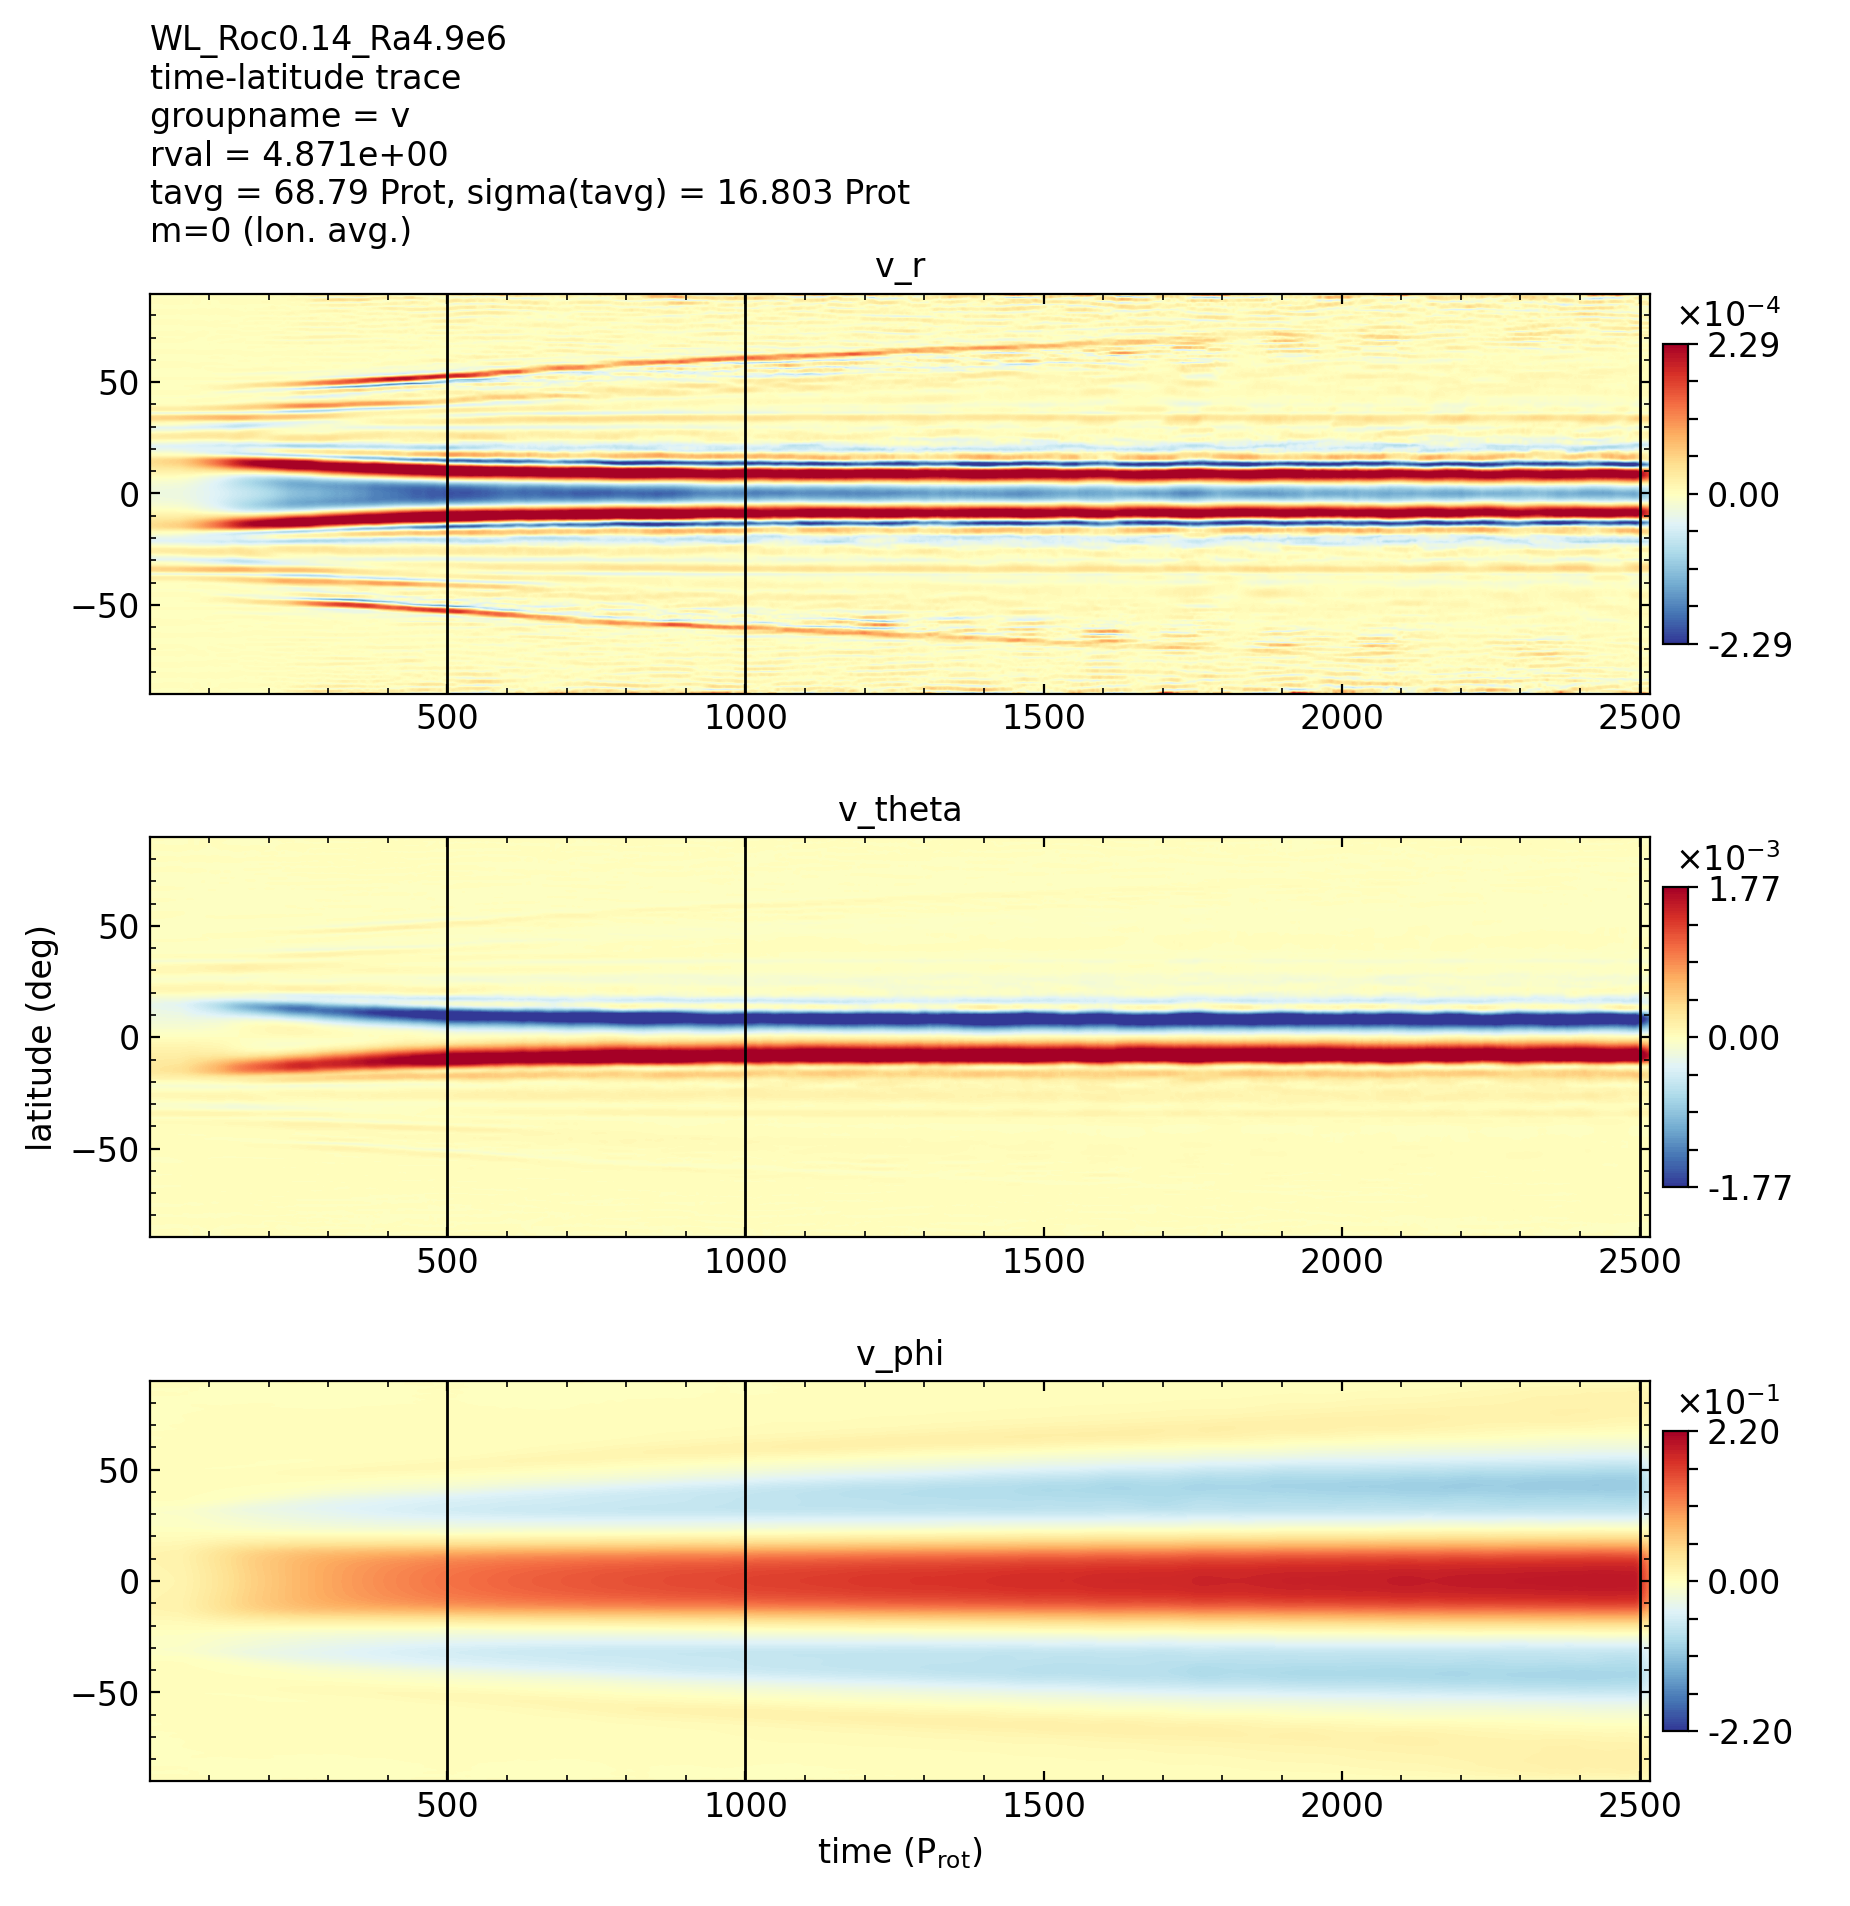 WL_Roc0.14_Ra4.9e6
time-latitude trace
groupname = v
rval = 4.871e+00
tavg = 68.79 Prot, sigma(tavg) = 16.803 Prot
m=0 (lon. avg.)
v_r
×10⁻⁴
2.29
0.00
-2.29
50
0
−50
500 1000 1500 2000 2500
v_theta
×10⁻³
1.77
0.00
-1.77
latitude (deg)
50
0
−50
500 1000 1500 2000 2500
v_phi
×10⁻¹
2.20
0.00
-2.20
50
0
−50
500 1000 1500 2000 2500
time (P_rot)